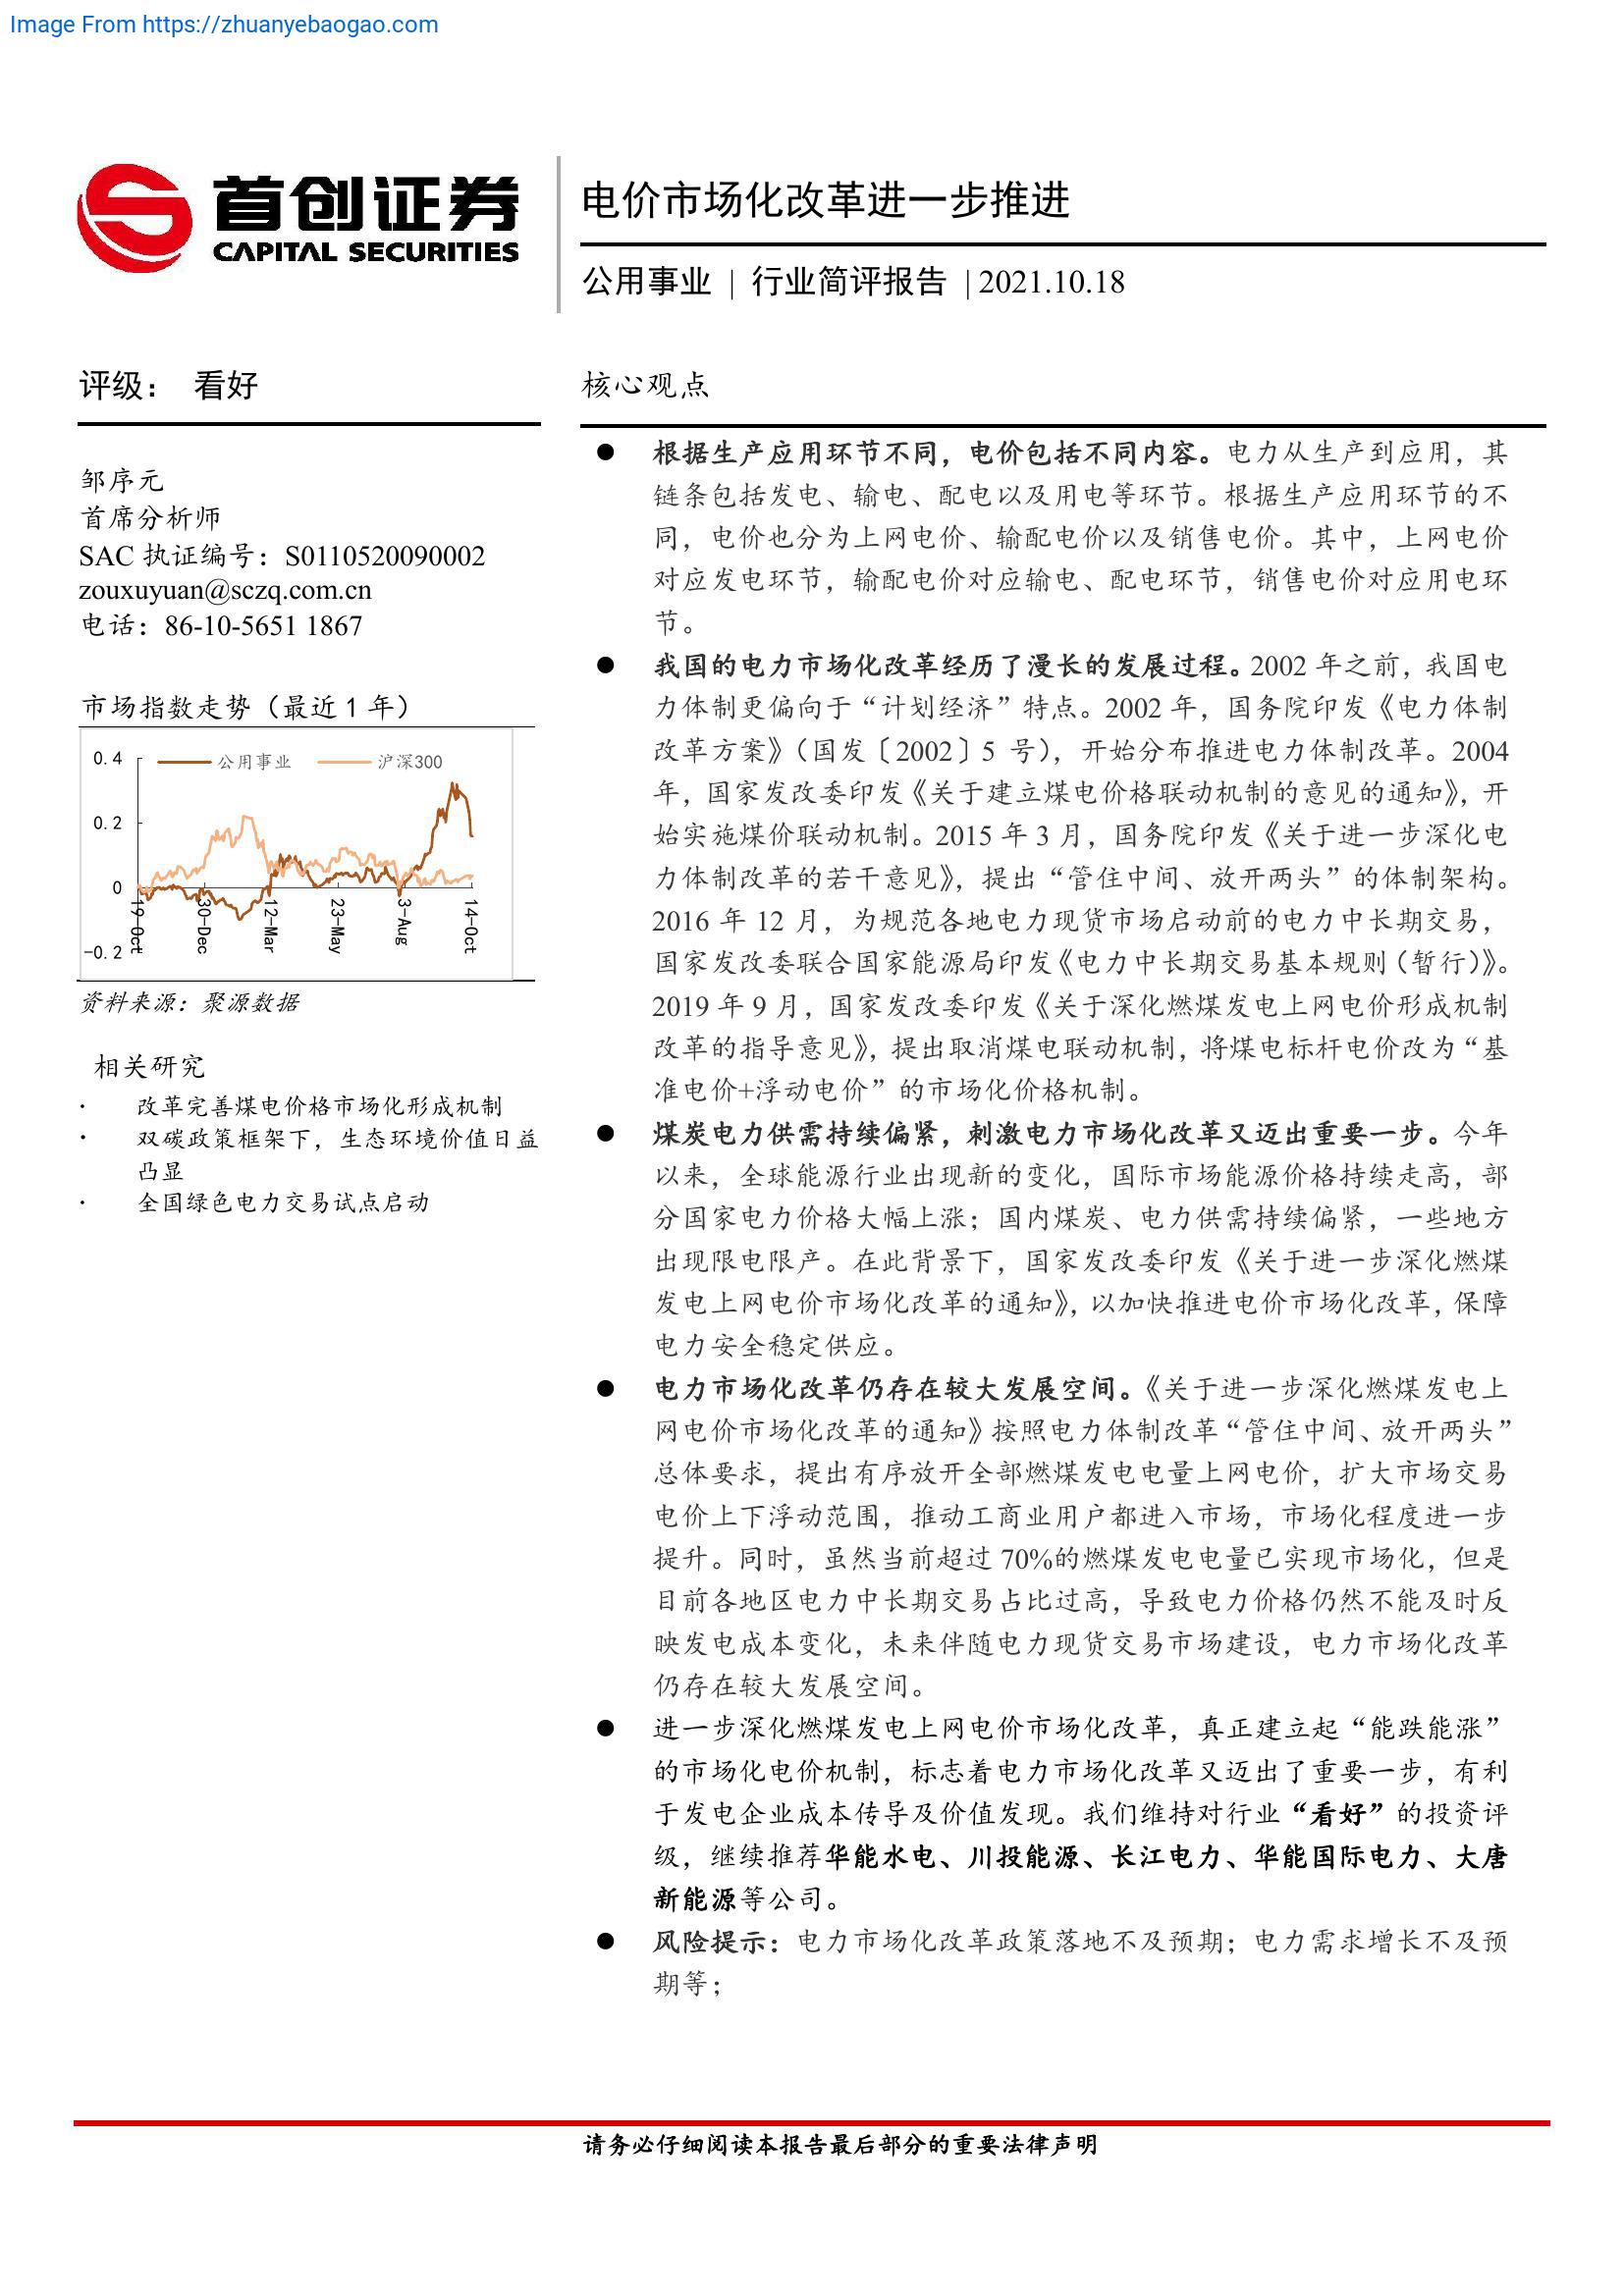 Image From https://zhuanyebaogao.com
首创证券
CAPITAL SECURITIES
电价市场化改革进一步推进
公用事业 | 行业简评报告 | 2021.10.18
评级： 看好
邹序元
首席分析师
SAC 执证编号：S0110520090002
zouxuyuan@sczq.com.cn
电话：86-10-5651 1867
市场指数走势（最近 1 年）
公用事业 沪深300
0.4
0.2
0
-0.2
19-Oct
30-Dec
12-Mar
23-May
3-Aug
14-Oct
资料来源：聚源数据
相关研究
· 改革完善煤电价格市场化形成机制
· 双碳政策框架下，生态环境价值日益
凸显
· 全国绿色电力交易试点启动
核心观点
● 根据生产应用环节不同，电价包括不同内容。电力从生产到应用，其
链条包括发电、输电、配电以及用电等环节。根据生产应用环节的不
同，电价也分为上网电价、输配电价以及销售电价。其中，上网电价
对应发电环节，输配电价对应输电、配电环节，销售电价对应用电环
节。
● 我国的电力市场化改革经历了漫长的发展过程。2002 年之前，我国电
力体制更偏向于“计划经济”特点。2002 年，国务院印发《电力体制
改革方案》（国发〔2002〕5 号），开始分布推进电力体制改革。2004
年，国家发改委印发《关于建立煤电价格联动机制的意见的通知》，开
始实施煤价联动机制。2015 年 3 月，国务院印发《关于进一步深化电
力体制改革的若干意见》，提出“管住中间、放开两头”的体制架构。
2016 年 12 月，为规范各地电力现货市场启动前的电力中长期交易，
国家发改委联合国家能源局印发《电力中长期交易基本规则（暂行）》。
2019 年 9 月，国家发改委印发《关于深化燃煤发电上网电价形成机制
改革的指导意见》，提出取消煤电联动机制，将煤电标杆电价改为“基
准电价+浮动电价”的市场化价格机制。
● 煤炭电力供需持续偏紧，刺激电力市场化改革又迈出重要一步。今年
以来，全球能源行业出现新的变化，国际市场能源价格持续走高，部
分国家电力价格大幅上涨；国内煤炭、电力供需持续偏紧，一些地方
出现限电限产。在此背景下，国家发改委印发《关于进一步深化燃煤
发电上网电价市场化改革的通知》，以加快推进电价市场化改革，保障
电力安全稳定供应。
● 电力市场化改革仍存在较大发展空间。《关于进一步深化燃煤发电上
网电价市场化改革的通知》按照电力体制改革“管住中间、放开两头”
总体要求，提出有序放开全部燃煤发电电量上网电价，扩大市场交易
电价上下浮动范围，推动工商业用户都进入市场，市场化程度进一步
提升。同时，虽然当前超过 70%的燃煤发电电量已实现市场化，但是
目前各地区电力中长期交易占比过高，导致电力价格仍然不能及时反
映发电成本变化，未来伴随电力现货交易市场建设，电力市场化改革
仍存在较大发展空间。
● 进一步深化燃煤发电上网电价市场化改革，真正建立起“能跌能涨”
的市场化电价机制，标志着电力市场化改革又迈出了重要一步，有利
于发电企业成本传导及价值发现。我们维持对行业“看好”的投资评
级，继续推荐华能水电、川投能源、长江电力、华能国际电力、大唐
新能源等公司。
● 风险提示：电力市场化改革政策落地不及预期；电力需求增长不及预
期等；
请务必仔细阅读本报告最后部分的重要法律声明